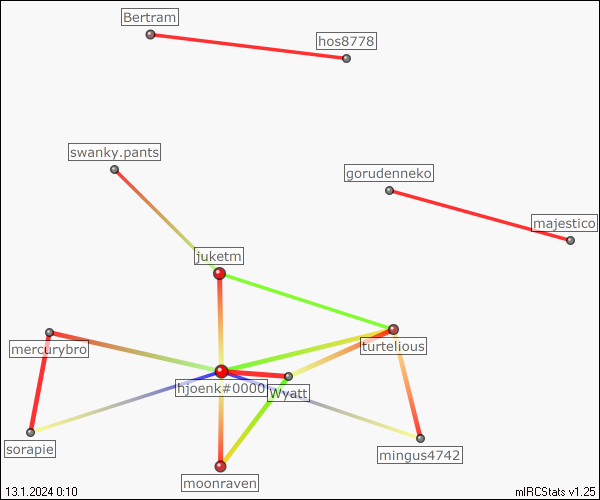 Bertram
hos8778
swanky.pants
gorudenneko
majestico
juketm
mercurybro
turtelious
hjoenk#0000
Wyatt
sorapie
mingus4742
moonraven
13.1.2024 0:10
mIRCStats v1.25